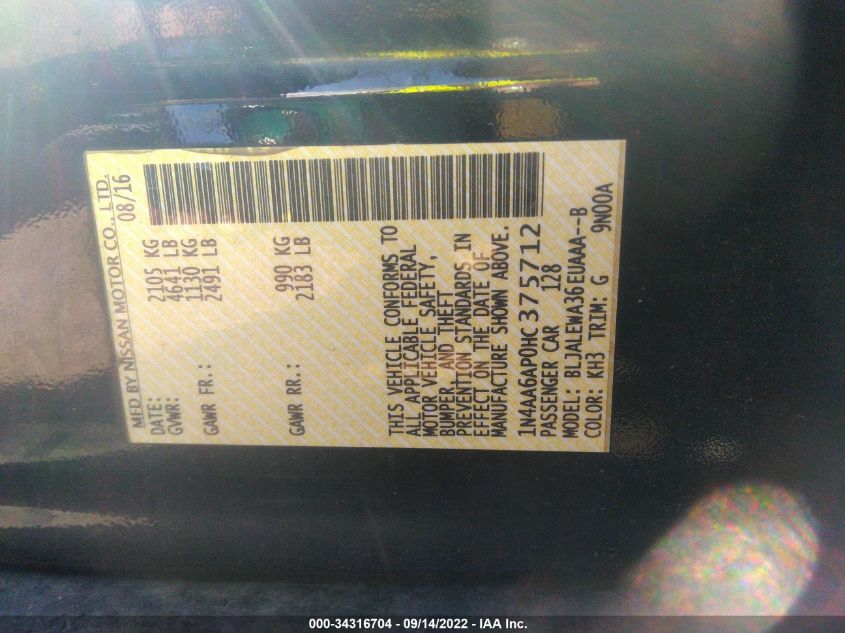 MFD BY NISSAN MOTOR CO., LTD.
DATE: 08/16
GVWR: 2105 KG
4641 LB
GAWR FR.: 1130 KG
2491 LB
GAWR RR.: 990 KG
2183 LB
THIS VEHICLE CONFORMS TO
ALL APPLICABLE FEDERAL
MOTOR VEHICLE SAFETY,
BUMPER, AND THEFT
PREVENTION STANDARDS IN
EFFECT ON THE DATE OF
MANUFACTURE SHOWN ABOVE.
1N4AA6AP0HC375712
PASSENGER CAR 128
MODEL: BLJALEWA36EUAAA--B
COLOR: KH3 TRIM: G 9N00A
000-34316704 - 09/14/2022 - IAA Inc.